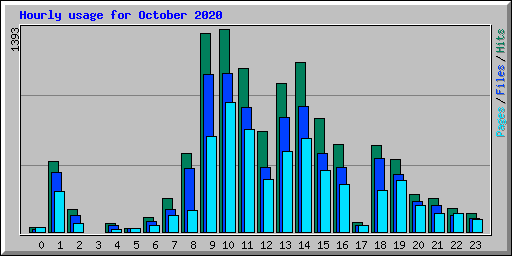 Hourly usage for October 2020
1393
Pages/Files/Hits
0 1 2 3 4 5 6 7 8 9 10 11 12 13 14 15 16 17 18 19 20 21 22 23